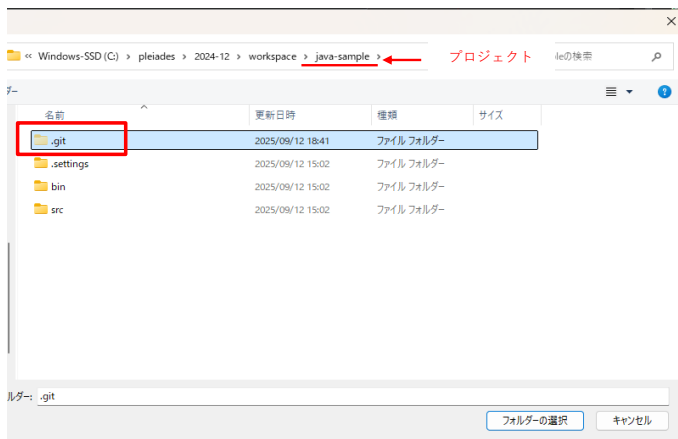 « Windows-SSD (C:) › pleiades › 2024-12 › workspace › java-sample › プロジェクト leの検索
ダー
名前 更新日時 種類 サイズ
.git 2025/09/12 18:41 ファイル フォルダー
.settings 2025/09/12 15:02 ファイル フォルダー
bin 2025/09/12 15:02 ファイル フォルダー
src 2025/09/12 15:02 ファイル フォルダー
ルダー: .git
フォルダーの選択 キャンセル